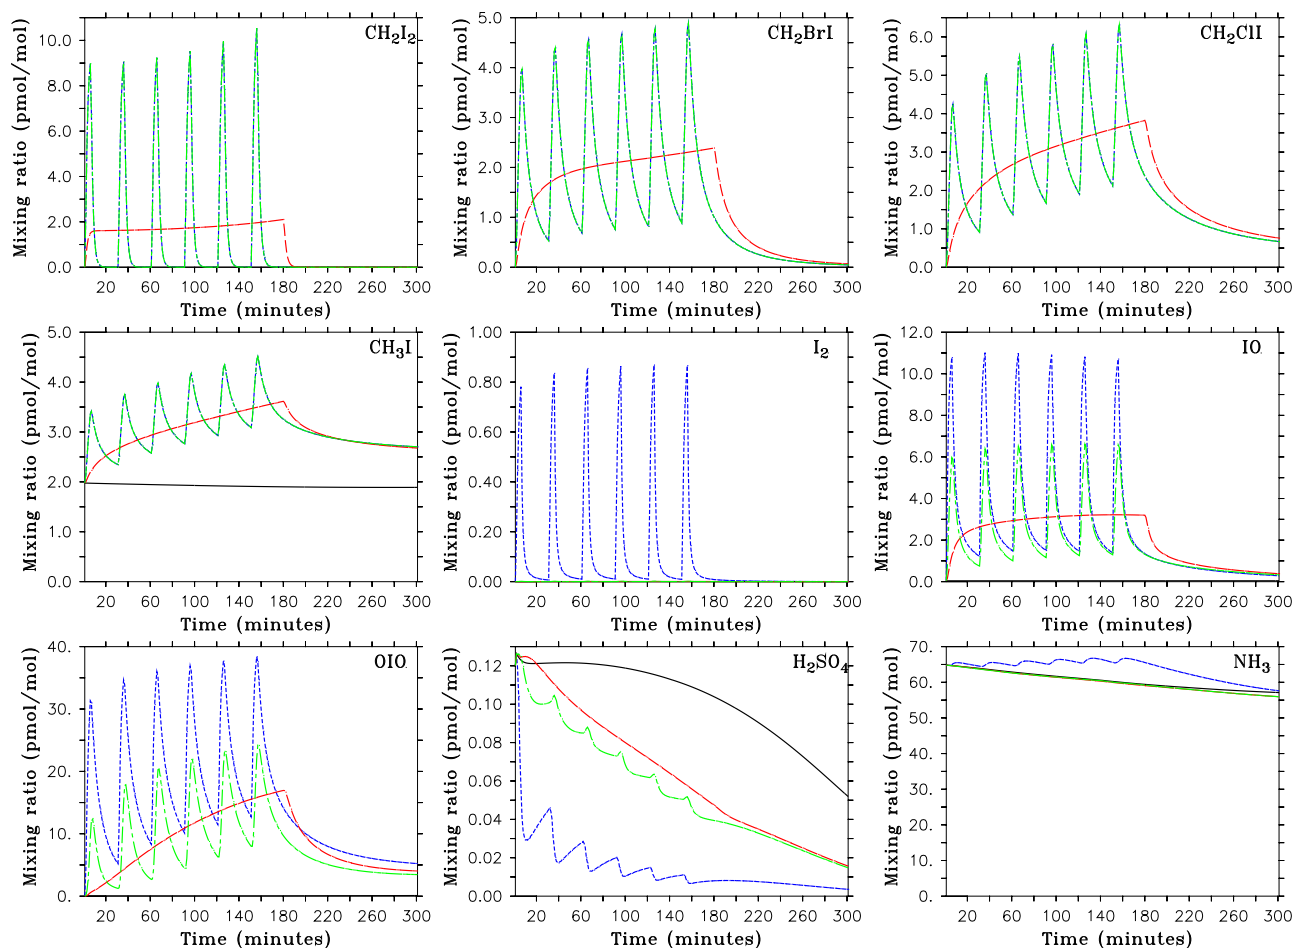 CH2I2
Mixing ratio (pmol/mol)
10.0
8.0
6.0
4.0
2.0
0.0
20 60 100 140 180 220 260 300
Time (minutes)
CH2BrI
Mixing ratio (pmol/mol)
5.0
4.0
3.0
2.0
1.0
0.0
20 60 100 140 180 220 260 300
Time (minutes)
CH2ClI
Mixing ratio (pmol/mol)
6.0
5.0
4.0
3.0
2.0
1.0
0.0
20 60 100 140 180 220 260 300
Time (minutes)
CH3I
Mixing ratio (pmol/mol)
5.0
4.0
3.0
2.0
1.0
0.0
20 60 100 140 180 220 260 300
Time (minutes)
I2
Mixing ratio (pmol/mol)
1.00
0.80
0.60
0.40
0.20
0.00
20 60 100 140 180 220 260 300
Time (minutes)
IO
Mixing ratio (pmol/mol)
12.0
10.0
8.0
6.0
4.0
2.0
0.0
20 60 100 140 180 220 260 300
Time (minutes)
OIO
Mixing ratio (pmol/mol)
40.
30.
20.
10.
0.
20 60 100 140 180 220 260 300
Time (minutes)
H2SO4
Mixing ratio (pmol/mol)
0.12
0.10
0.08
0.06
0.04
0.02
0.00
20 60 100 140 180 220 260 300
Time (minutes)
NH3
Mixing ratio (pmol/mol)
70.
60.
50.
40.
30.
20.
10.
0.
20 60 100 140 180 220 260 300
Time (minutes)